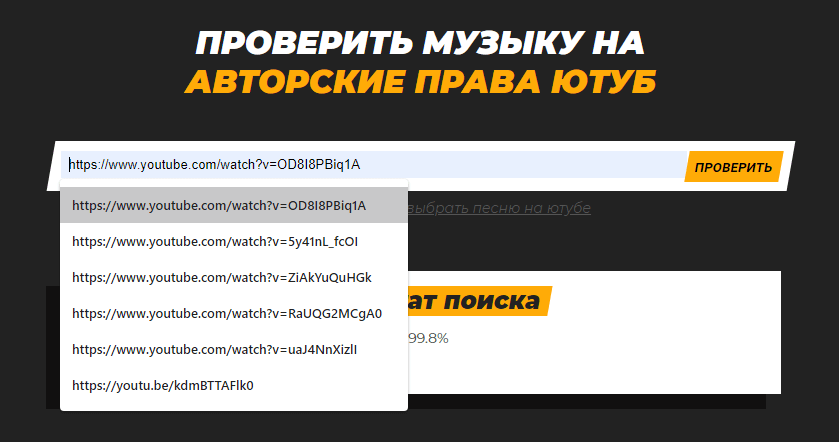 ПРОВЕРИТЬ МУЗЫКУ НА
АВТОРСКИЕ ПРАВА ЮТУБ
https://www.youtube.com/watch?v=OD8I8PBiq1A
ПРОВЕРИТЬ
https://www.youtube.com/watch?v=OD8I8PBiq1A
выбрать песню на ютубе
https://www.youtube.com/watch?v=5y41nL_fcOI
https://www.youtube.com/watch?v=ZiAkYuQuHGk
ат поиска
https://www.youtube.com/watch?v=RaUQG2MCgA0
99.8%
https://www.youtube.com/watch?v=uaJ4NnXizlI
https://youtu.be/kdmBTTAFlk0